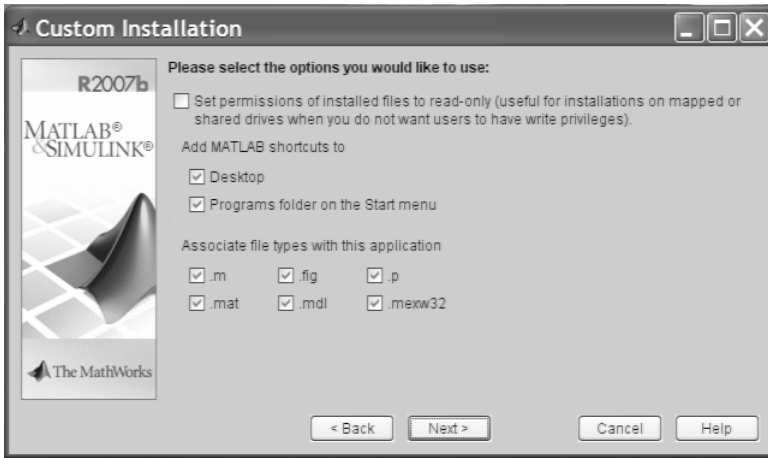 Custom Installation
R2007b
MATLAB®
&SIMULINK®
The MathWorks
Please select the options you would like to use:
Set permissions of installed files to read-only (useful for installations on mapped or
shared drives when you do not want users to have write privileges).
Add MATLAB shortcuts to
Desktop
Programs folder on the Start menu
Associate file types with this application
.m .fig .p
.mat .mdl .mexw32
< Back Next > Cancel Help